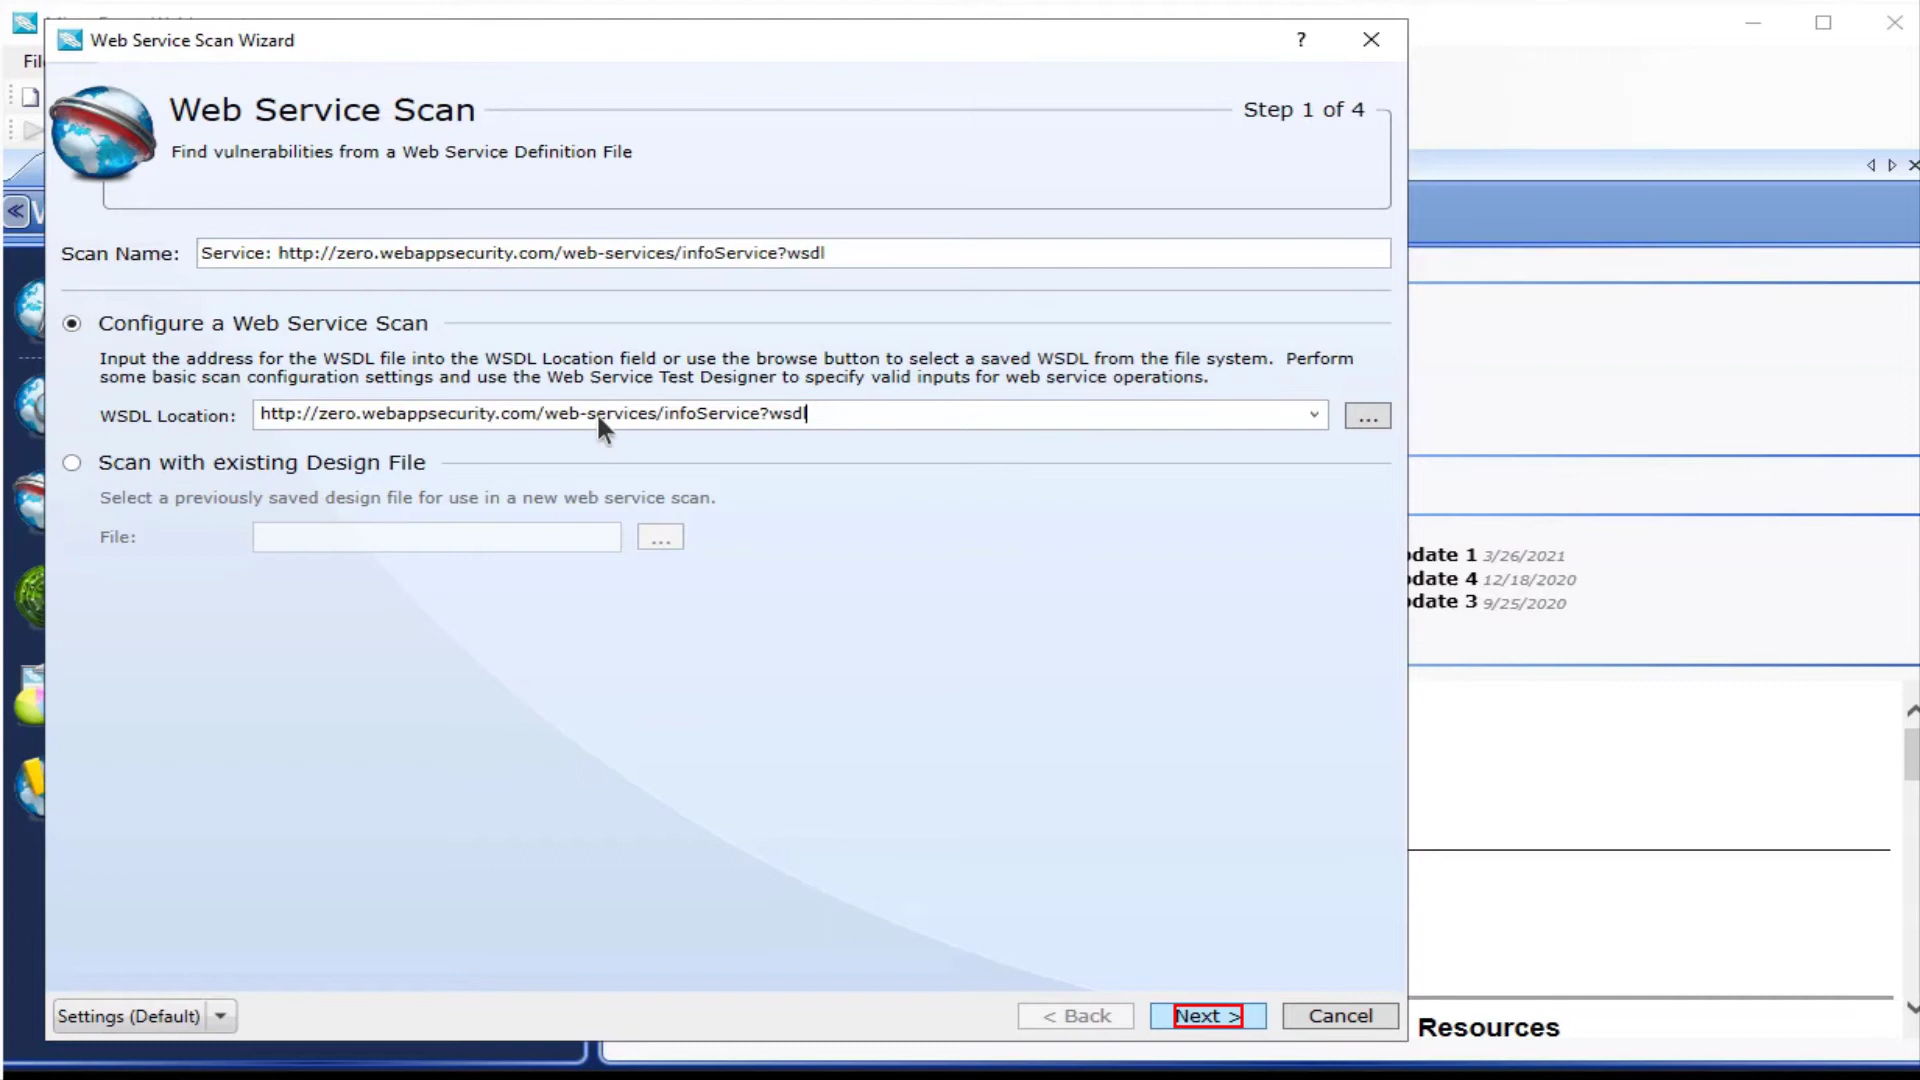 Web Service Scan Wizard
?
Fil
Web Service Scan
Step 1 of 4
Find vulnerabilities from a Web Service Definition File
Scan Name:
Service: http://zero.webappsecurity.com/web-services/infoService?wsdl
Configure a Web Service Scan
Input the address for the WSDL file into the WSDL Location field or use the browse button to select a saved WSDL from the file system. Perform
some basic scan configuration settings and use the Web Service Test Designer to specify valid inputs for web service operations.
WSDL Location:
http://zero.webappsecurity.com/web-services/infoService?wsdl
...
Scan with existing Design File
Select a previously saved design file for use in a new web service scan.
File:
...
pdate 1 3/26/2021
pdate 4 12/18/2020
pdate 3 9/25/2020
Settings (Default)
< Back
Next >
Cancel
Resources